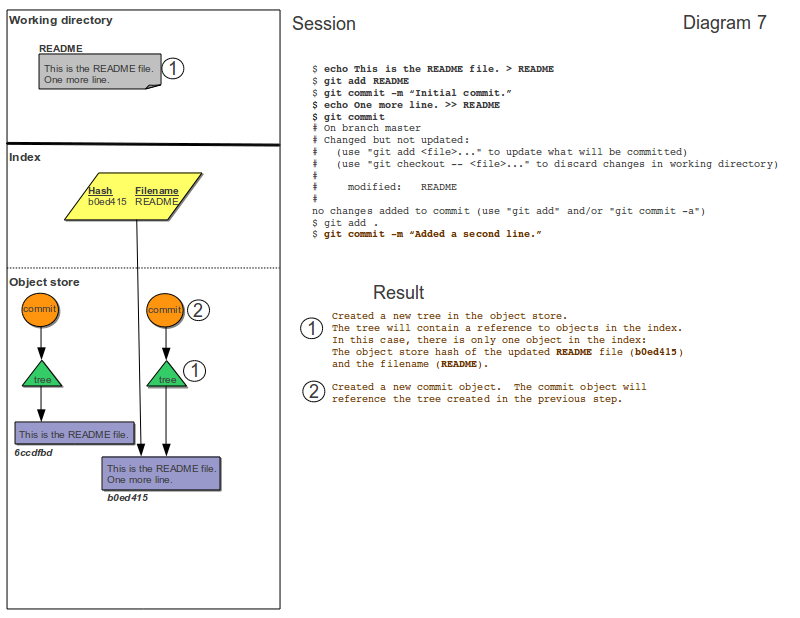 Working directory
README
This is the README file.
One more line.
1
Index
Hash Filename
b0ed415 README
Object store
commit
commit
2
tree
tree
1
This is the README file.
6ccdfbd
This is the README file.
One more line.
b0ed415
Session
Diagram 7
$ echo This is the README file. > README
$ git add README
$ git commit -m “Initial commit.”
$ echo One more line. >> README
$ git commit
# On branch master
# Changed but not updated:
#   (use "git add <file>..." to update what will be committed)
#   (use "git checkout -- <file>..." to discard changes in working directory)
#
#     modified:   README
#
no changes added to commit (use "git add" and/or "git commit -a")
$ git add .
$ git commit -m “Added a second line.”
Result
1
Created a new tree in the object store.
The tree will contain a reference to objects in the index.
In this case, there is only one object in the index:
The object store hash of the updated README file (b0ed415)
and the filename (README).
2
Created a new commit object.  The commit object will
reference the tree created in the previous step.